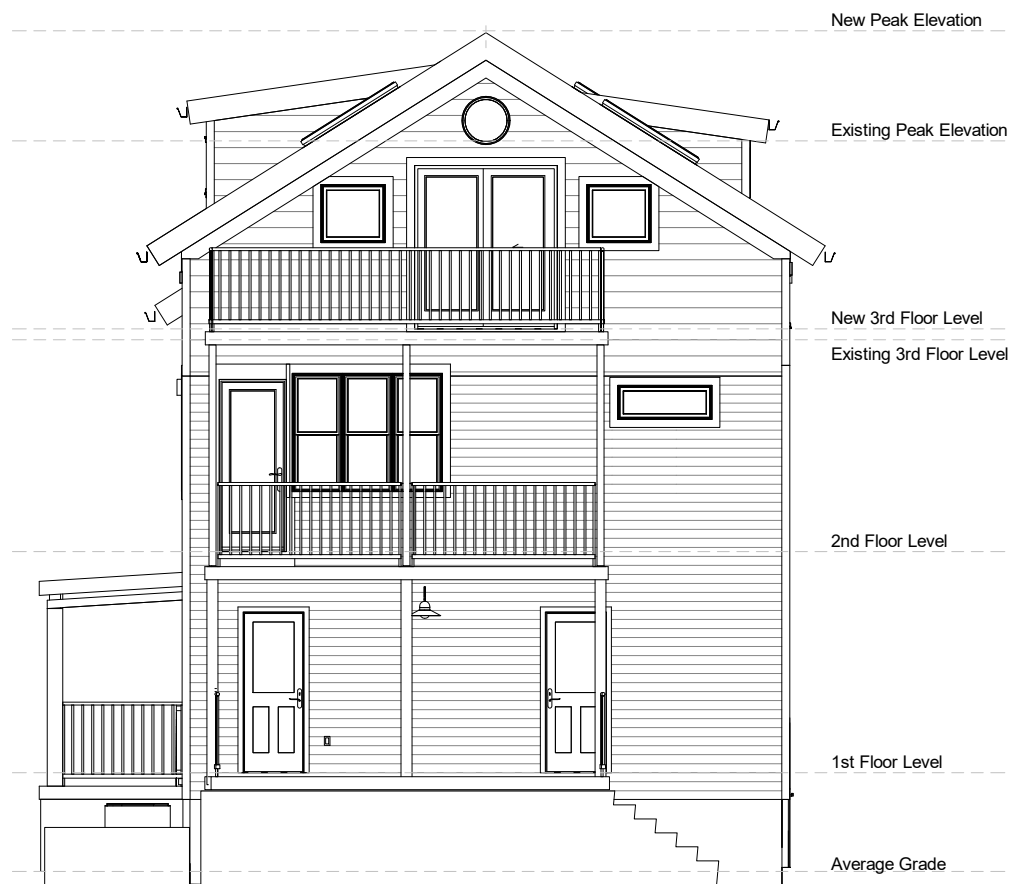 New Peak Elevation
Existing Peak Elevation
New 3rd Floor Level
Existing 3rd Floor Level
2nd Floor Level
1st Floor Level
Average Grade